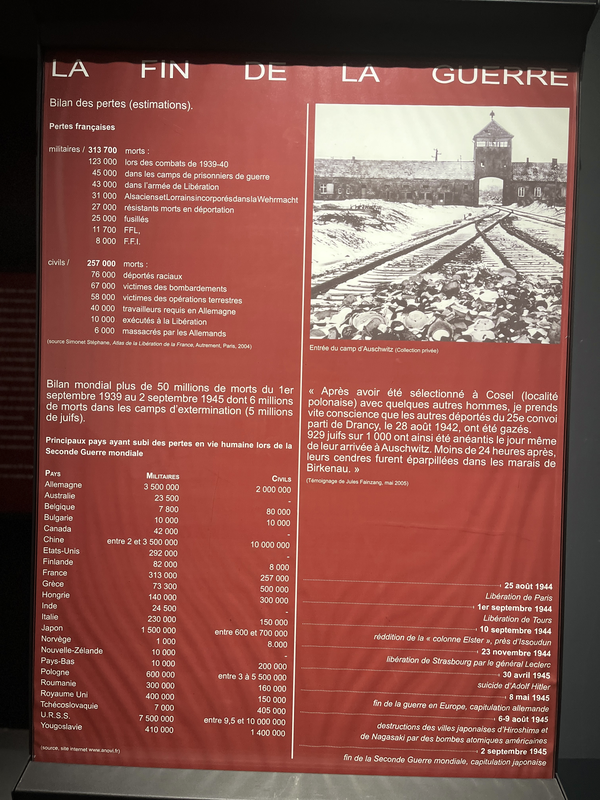 LA FIN DE LA GUERRE
Bilan des pertes (estimations).
Pertes françaises
militaires / 313 700 morts :
123 000 lors des combats de 1939-40
45 000 dans les camps de prisonniers de guerre
43 000 dans l'armée de Libération
31 000 Alsaciens et Lorrains incorporés dans la Wehrmacht
27 000 résistants morts en déportation
25 000 fusillés
11 700 FFL,
8 000 F.F.I.
civils / 257 000 morts :
76 000 déportés raciaux
67 000 victimes des bombardements
58 000 victimes des opérations terrestres
40 000 travailleurs requis en Allemagne
10 000 exécutés à la Libération
6 000 massacrés par les Allemands
(source Simonet Stéphane, Atlas de la Libération de la France, Autrement, Paris, 2004)
Bilan mondial plus de 50 millions de morts du 1er
septembre 1939 au 2 septembre 1945 dont 6 millions
de morts dans les camps d'extermination (5 millions
de juifs).
Principaux pays ayant subi des pertes en vie humaine lors de la
Seconde Guerre mondiale
PAYS MILITAIRES CIVILS
Allemagne 3 500 000 2 000 000
Australie 23 500 -
Belgique 7 800 80 000
Bulgarie 10 000 10 000
Canada 42 000 -
Chine entre 2 et 3 500 000 10 000 000
Etats-Unis 292 000 -
Finlande 82 000 8 000
France 313 000 257 000
Grèce 73 300 500 000
Hongrie 140 000 300 000
Inde 24 500 -
Italie 230 000 150 000
Japon 1 500 000 entre 600 et 700 000
Norvège 1 000 8.000
Nouvelle-Zélande 10 000 -
Pays-Bas 10 000 200 000
Pologne 600 000 entre 3 à 5 500 000
Roumanie 300 000 160 000
Royaume Uni 400 000 150 000
Tchécoslovaquie 7 000 405 000
U.R.S.S. 7 500 000 entre 9,5 et 10 000 000
Yougoslavie 410 000 1 400 000
(source, site Internet www.anovi.fr)
Entrée du camp d'Auschwitz (Collection privée)
« Après avoir été sélectionné à Cosel (localité
polonaise) avec quelques autres hommes, je prends
vite conscience que les autres déportés du 25e convoi
parti de Drancy, le 28 août 1942, ont été gazés.
929 juifs sur 1 000 ont ainsi été anéantis le jour même
de leur arrivée à Auschwitz. Moins de 24 heures après,
leurs cendres furent éparpillées dans les marais de
Birkenau. »
(Témoignage de Jules Fainzang, mai 2005)
25 août 1944
Libération de Paris
1er septembre 1944
Libération de Tours
10 septembre 1944
réddition de la « colonne Elster », près d'Issoudun
23 novembre 1944
libération de Strasbourg par le général Leclerc
30 avril 1945
suicide d'Adolf Hitler
8 mai 1945
fin de la guerre en Europe, capitulation allemande
6-9 août 1945
destructions des villes japonaises d'Hiroshima et
de Nagasaki par des bombes atomiques américaines
2 septembre 1945
fin de la Seconde Guerre mondiale, capitulation japonaise